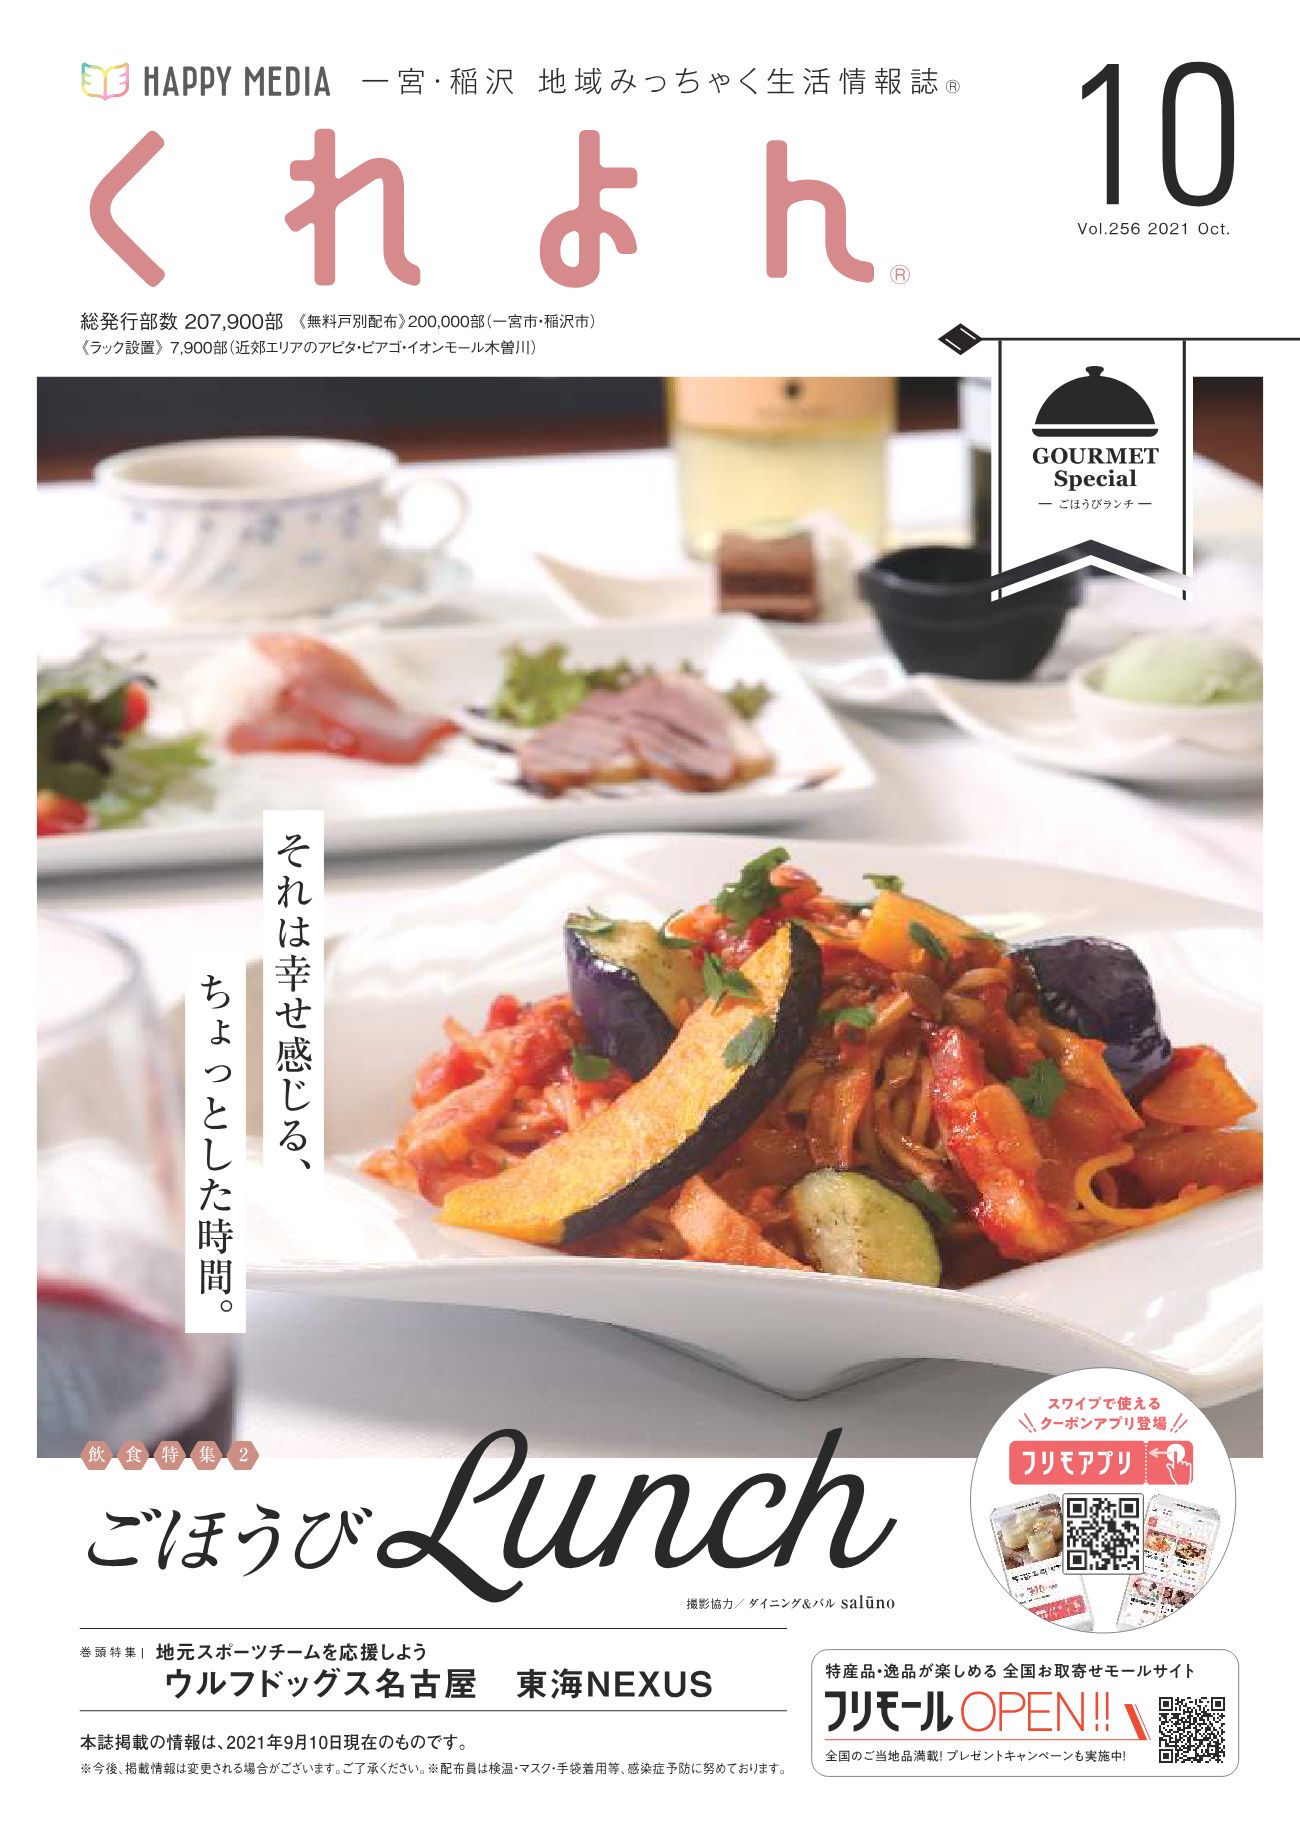 HAPPY MEDIA 一宮・稲沢 地域みっちゃく生活情報誌®
くれよん®
10
Vol.256 2021 Oct.
総発行部数 207,900部 《無料戸別配布》200,000部(一宮市・稲沢市)
《ラック設置》 7,900部(近郊エリアのアピタ・ピアゴ・イオンモール木曽川)
GOURMET
Special
― ごほうびランチ ―
それは幸せ感じる、
ちょっとした時間。
飲食特集2
ごほうびLunch
撮影協力/ダイニング&バル salūno
スワイプで使える
クーポンアプリ登場
フリモアプリ
巻頭特集| 地元スポーツチームを応援しよう
ウルフドッグス名古屋 東海NEXUS
本誌掲載の情報は、2021年9月10日現在のものです。
※今後、掲載情報は変更される場合がございます。ご了承ください。※配布員は検温・マスク・手袋着用等、感染症予防に努めております。
特産品・逸品が楽しめる 全国お取寄せモールサイト
フリモール OPEN!!
全国のご当地品満載! プレゼントキャンペーンも実施中!